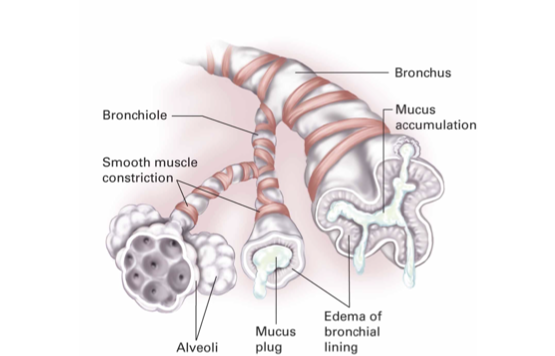 Bronchus
Bronchiole
Mucus
accumulation
Smooth muscle
constriction
Edema of
bronchial
lining
Mucus
plug
Alveoli